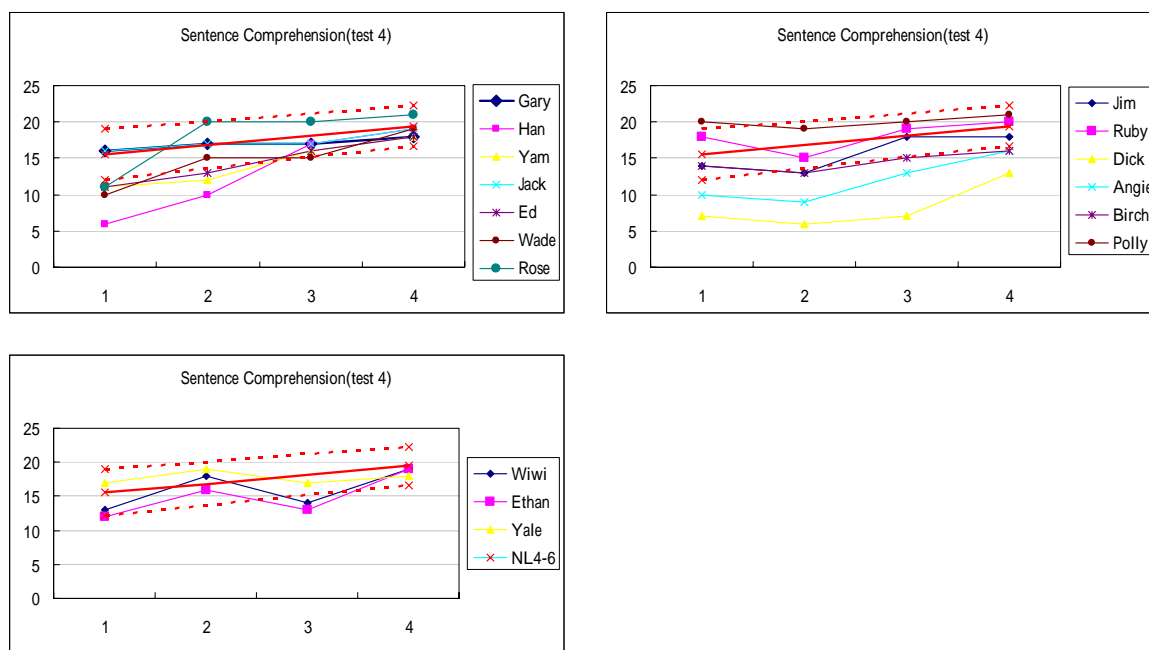 Sentence Comprehension(test 4)
25
20
15
10
5
0
1 2 3 4
Gary
Han
Yam
Jack
Ed
Wade
Rose
Sentence Comprehension(test 4)
25
20
15
10
5
0
1 2 3 4
Jim
Ruby
Dick
Angie
Birch
Polly
Sentence Comprehension(test 4)
25
20
15
10
5
0
1 2 3 4
Wiwi
Ethan
Yale
NL4-6